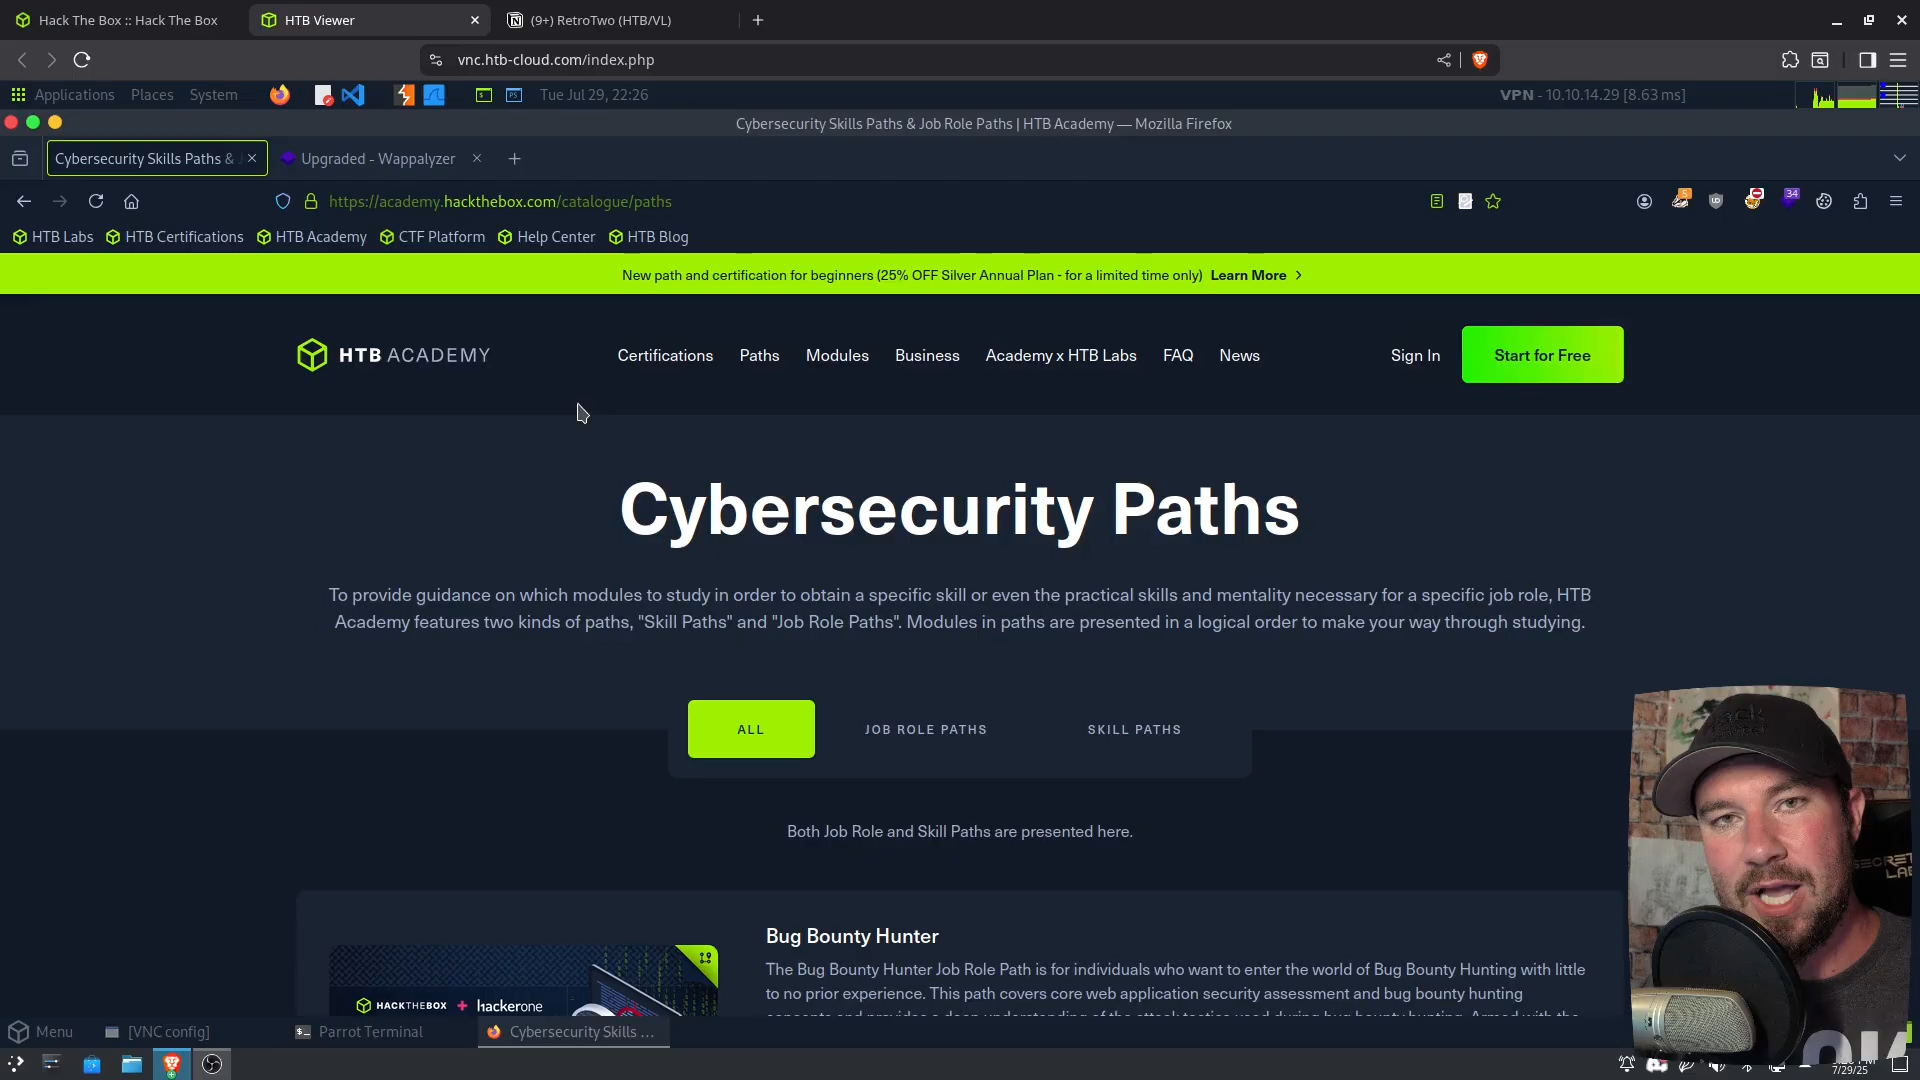 Hack The Box :: Hack The Box
HTB Viewer
(9+) RetroTwo (HTB/VL)
vnc.htb-cloud.com/index.php
Applications Places System
Tue Jul 29, 22:26
VPN - 10.10.14.29 [8.63 ms]
Cybersecurity Skills Paths & Job Role Paths | HTB Academy — Mozilla Firefox
Cybersecurity Skills Paths &
Upgraded - Wappalyzer
https://academy.hackthebox.com/catalogue/paths
5
34
HTB Labs HTB Certifications HTB Academy CTF Platform Help Center HTB Blog
New path and certification for beginners (25% OFF Silver Annual Plan - for a limited time only) Learn More
HTB ACADEMY
Certifications Paths Modules Business Academy x HTB Labs FAQ News
Sign In
Start for Free
Cybersecurity Paths
To provide guidance on which modules to study in order to obtain a specific skill or even the practical skills and mentality necessary for a specific job role, HTB
Academy features two kinds of paths, "Skill Paths" and "Job Role Paths". Modules in paths are presented in a logical order to make your way through studying.
ALL
JOB ROLE PATHS
SKILL PATHS
Both Job Role and Skill Paths are presented here.
Bug Bounty Hunter
The Bug Bounty Hunter Job Role Path is for individuals who want to enter the world of Bug Bounty Hunting with little
to no prior experience. This path covers core web application security assessment and bug bounty hunting
HACKTHEBOX + hackerone
Menu
[VNC config]
Parrot Terminal
Cybersecurity Skills ...
7/29/25